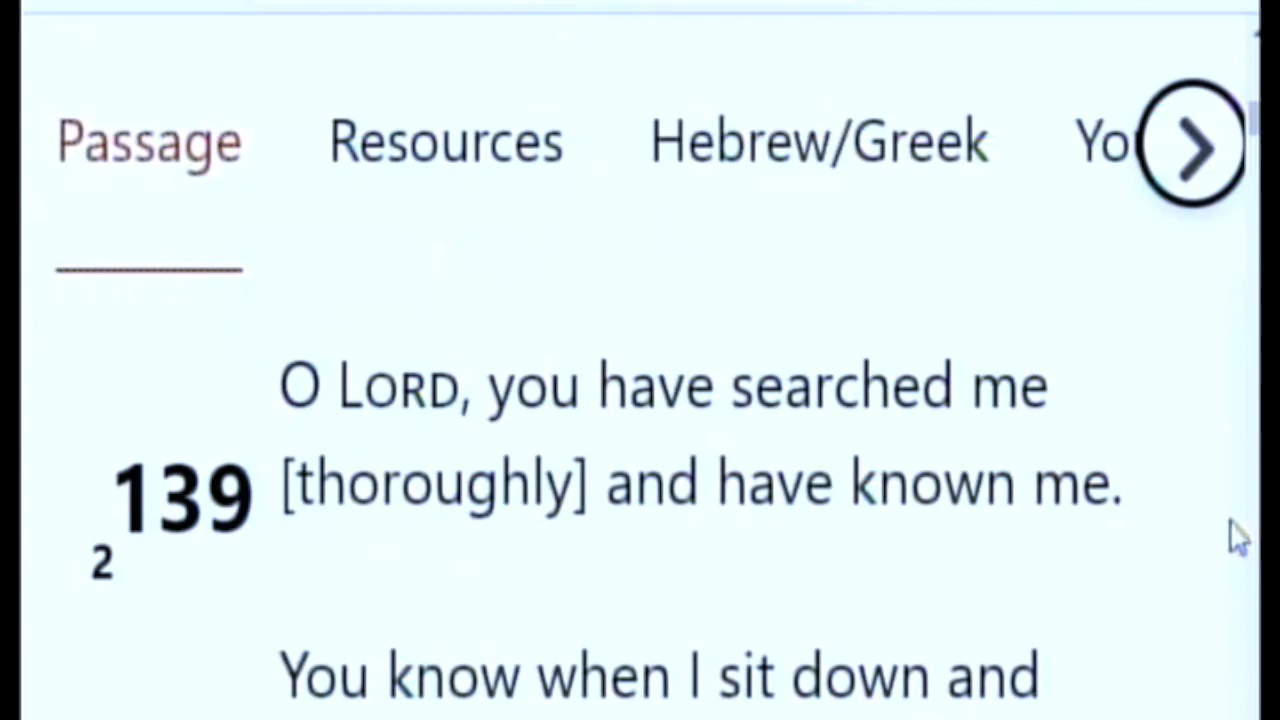 Passage Resources Hebrew/Greek
O LORD, you have searched me
139 [thoroughly] and have known me.
2
You know when I sit down and